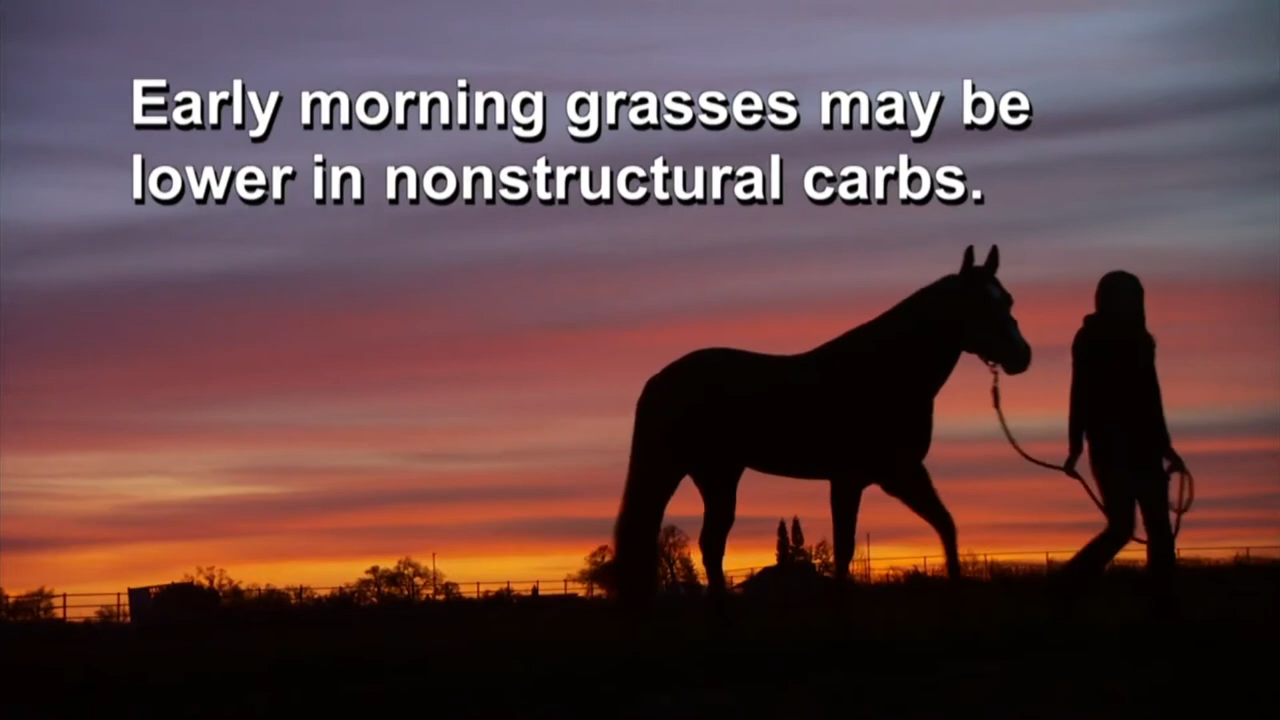 Early morning grasses may be
lower in nonstructural carbs.